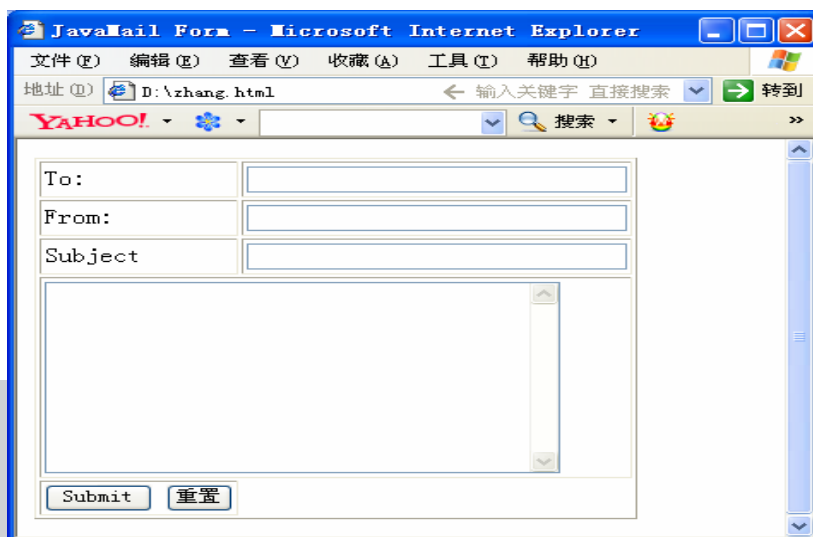 JavaMail Form - Microsoft Internet Explorer
文件(F) 编辑(E) 查看(V) 收藏(A) 工具(T) 帮助(H)
地址(D) D:\zhang.html ← 输入关键字 直接搜索 转到
YAHOO! 搜索 »
To:
From:
Subject
Submit 重置